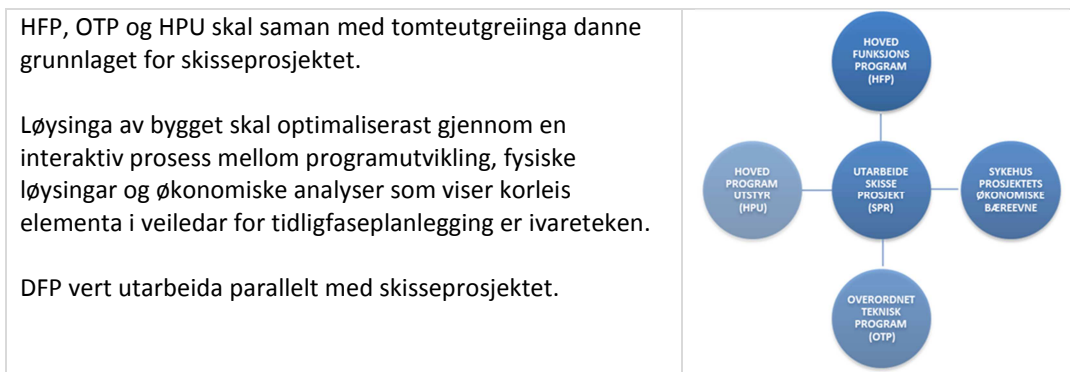 HFP, OTP og HPU skal saman med tomteutgreiinga danne
grunnlaget for skisseprosjektet.
Løysinga av bygget skal optimaliserast gjennom en
interaktiv prosess mellom programutvikling, fysiske
løysingar og økonomiske analyser som viser korleis
elementa i veiledar for tidligfaseplanlegging er ivareteken.
DFP vert utarbeida parallelt med skisseprosjektet.
HOVED
FUNKSJONS
PROGRAM
(HFP)
HOVED
PROGRAM
UTSTYR
(HPU)
UTARBEIDE
SKISSE
PROSJEKT
(SPR)
SYKEHUS
PROSJEKTETS
ØKONOMISKE
BÆREEVNE
OVERORDNET
TEKNISK
PROGRAM
(OTP)